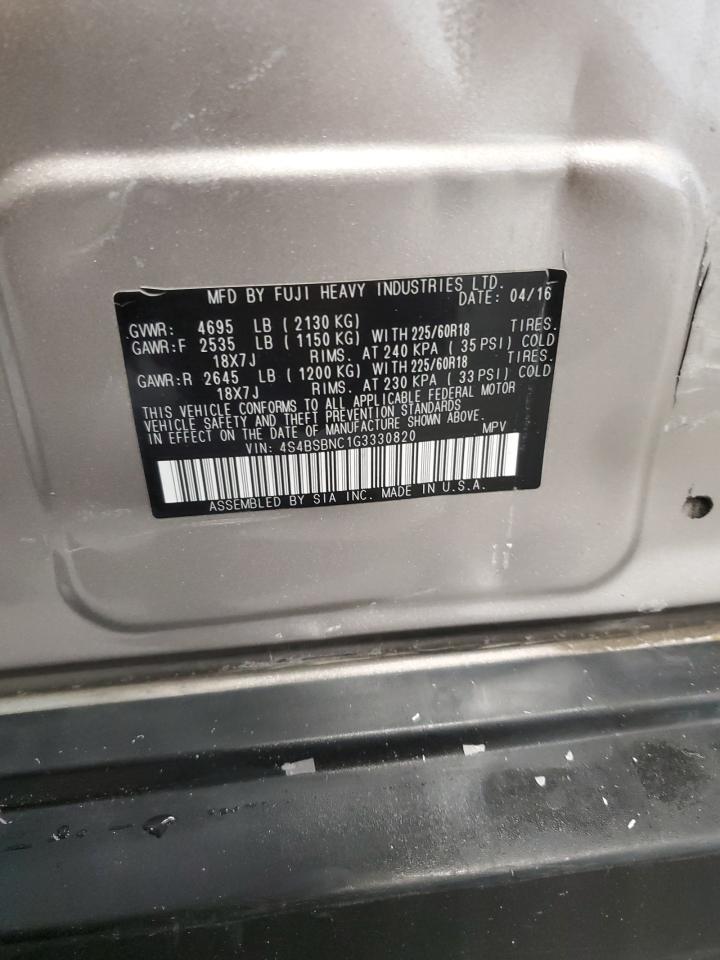 MFD BY FUJI HEAVY INDUSTRIES LTD.
DATE: 04/16
GVWR: 4695 LB ( 2130 KG)
GAWR:F 2535 LB ( 1150 KG) WITH 225/60R18 TIRES.
18X7J RIMS. AT 240 KPA ( 35 PSI) COLD
GAWR:R 2645 LB ( 1200 KG) WITH 225/60R18 TIRES.
18X7J RIMS. AT 230 KPA ( 33 PSI) COLD
THIS VEHICLE CONFORMS TO ALL APPLICABLE FEDERAL MOTOR
VEHICLE SAFETY AND THEFT PREVENTION STANDARDS
IN EFFECT ON THE DATE OF MANUFACTURE SHOWN ABOVE.
VIN: 4S4BSBNC1G3330820 MPV
ASSEMBLED BY SIA INC. MADE IN U.S.A.